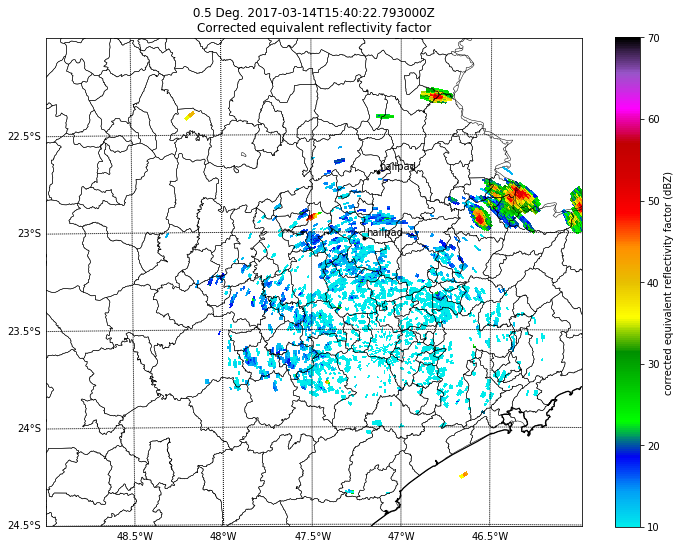 0.5 Deg. 2017-03-14T15:40:22.793000Z
Corrected equivalent reflectivity factor
70
60
50
40
30
20
10
corrected equivalent reflectivity factor (dBZ)
22.5°S
23°S
23.5°S
24°S
24.5°S
hailpad
hailpad
48.5°W
48°W
47.5°W
47°W
46.5°W